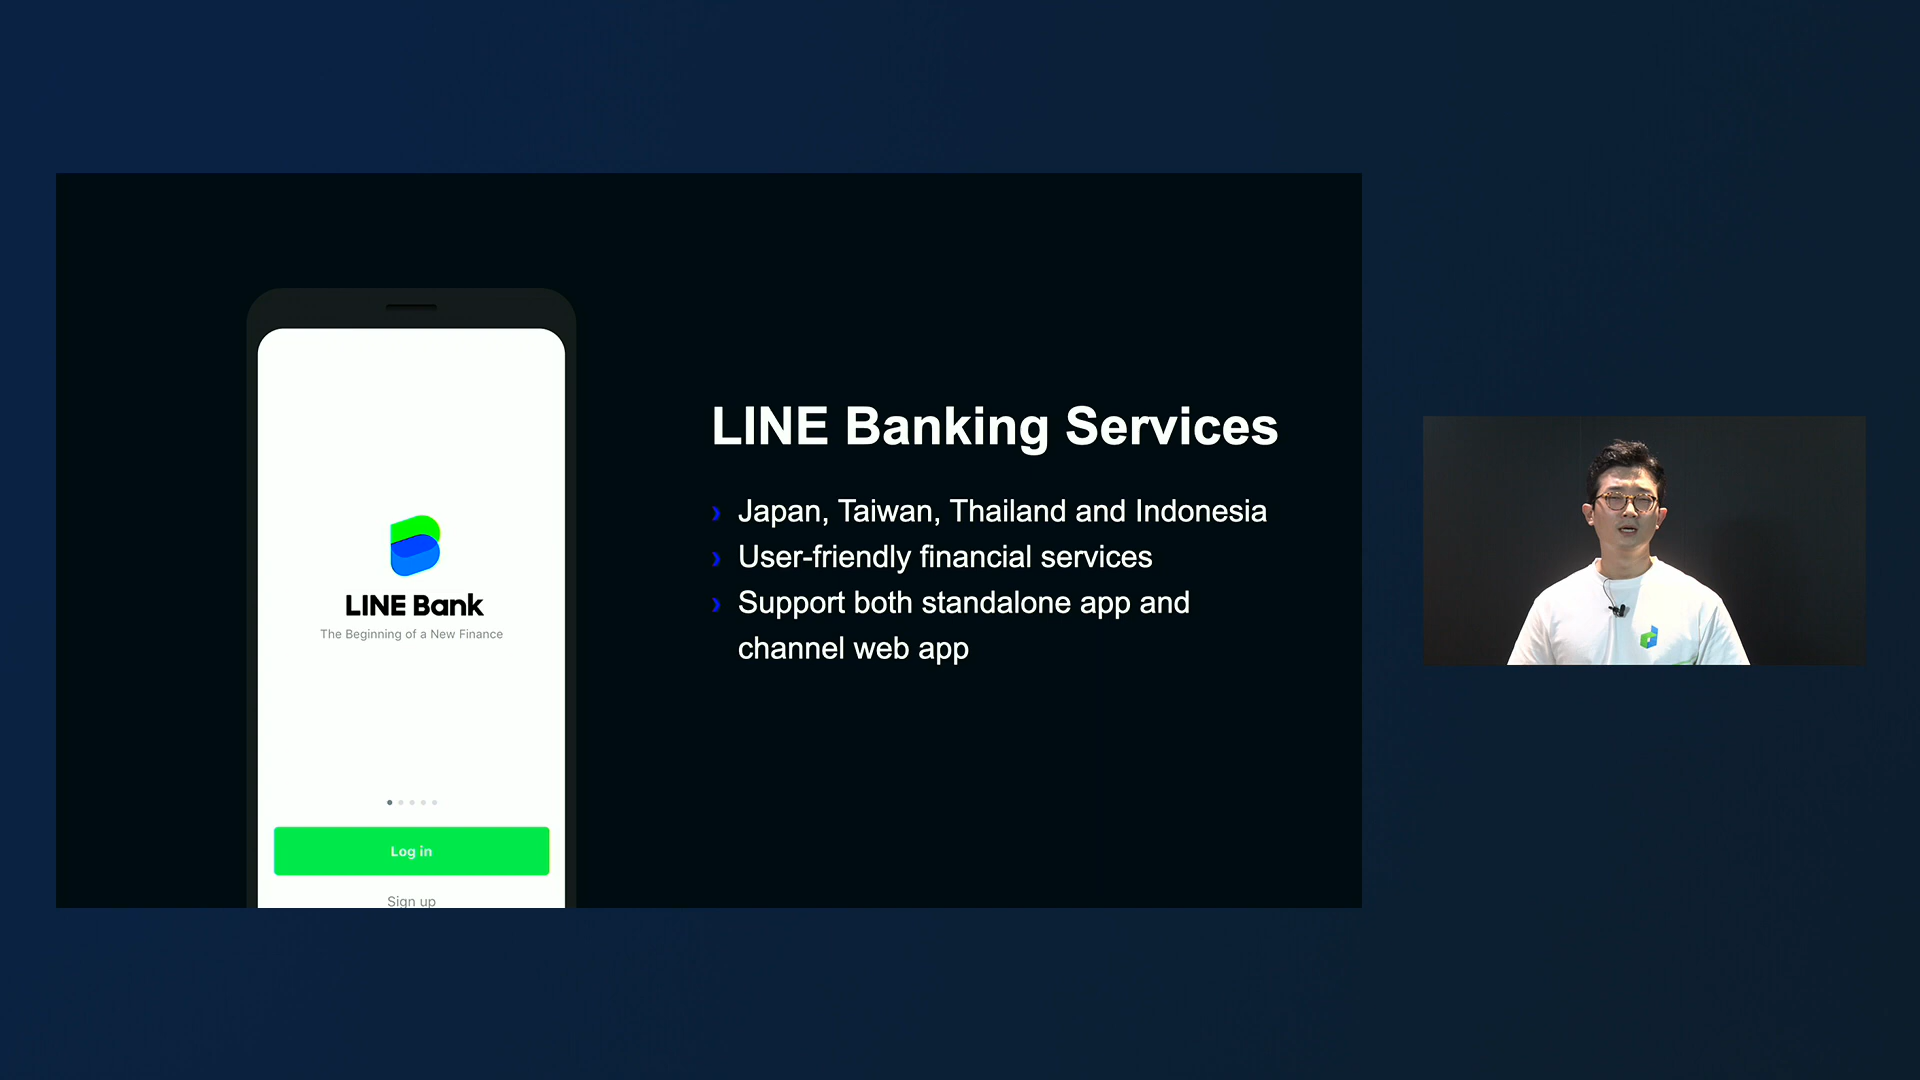 LINE Bank
The Beginning of a New Finance
Log in
Sign up
LINE Banking Services
Japan, Taiwan, Thailand and Indonesia
User-friendly financial services
Support both standalone app and
channel web app